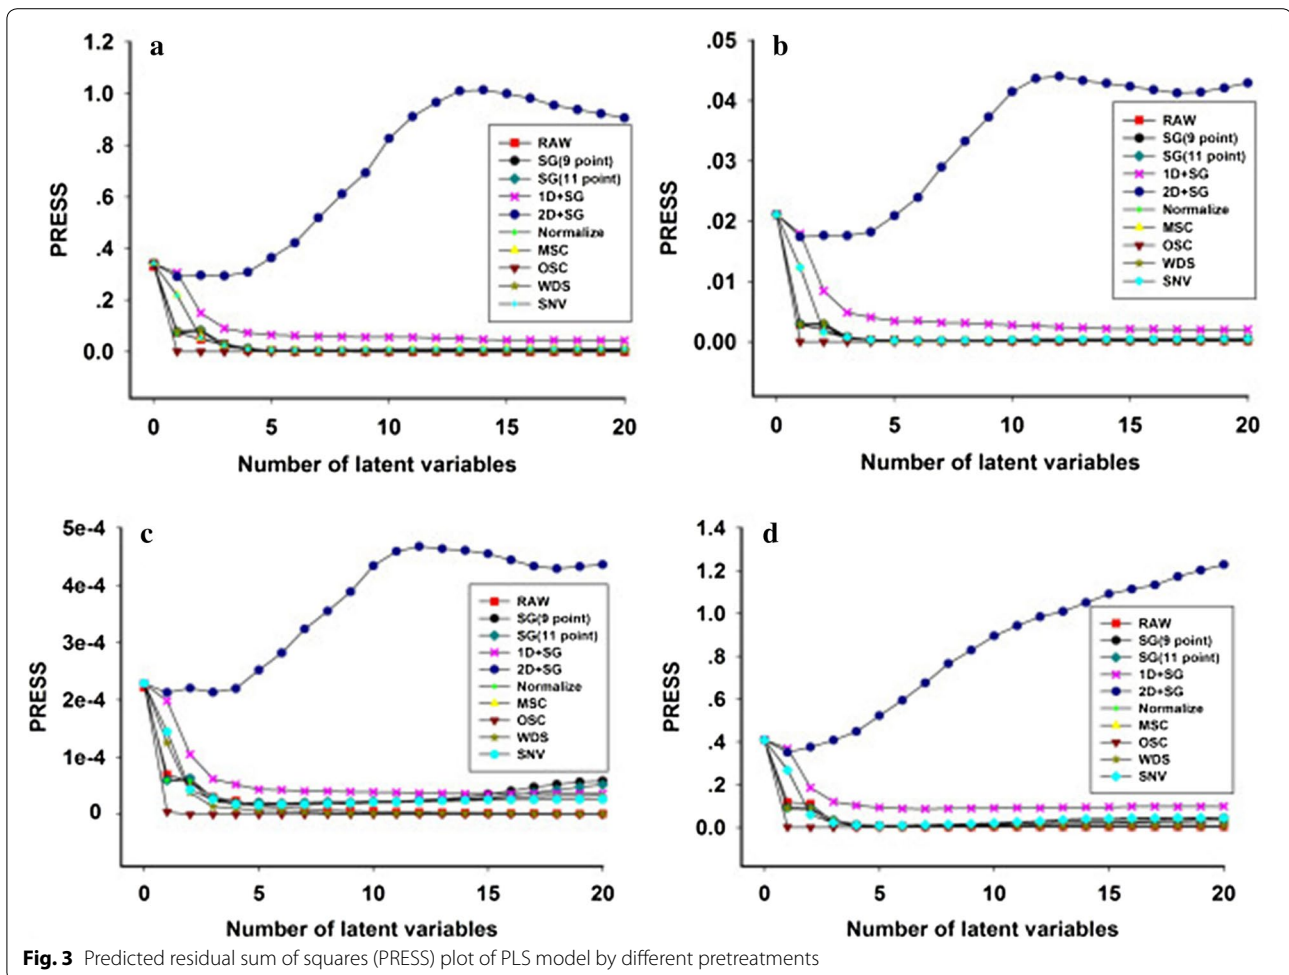 a
1.2
1.0
.8
.6
.4
.2
0.0
PRESS
0 5 10 15 20
Number of latent variables
RAW
SG(9 point)
SG(11 point)
1D+SG
2D+SG
Normalize
MSC
OSC
WDS
SNV
b
.05
.04
.03
.02
.01
0.00
PRESS
0 5 10 15 20
Number of latent variables
RAW
SG(9 point)
SG(11 point)
1D+SG
2D+SG
Normalize
MSC
OSC
WDS
SNV
c
5e-4
4e-4
3e-4
2e-4
1e-4
0
PRESS
0 5 10 15 20
Number of latent variables
RAW
SG(9 point)
SG(11 point)
1D+SG
2D+SG
Normalize
MSC
OSC
WDS
SNV
d
1.4
1.2
1.0
.8
.6
.4
.2
0.0
PRESS
0 5 10 15 20
Number of latent variables
RAW
SG(9 point)
SG(11 point)
1D+SG
2D+SG
Normalize
MSC
OSC
WDS
SNV
Fig. 3 Predicted residual sum of squares (PRESS) plot of PLS model by different pretreatments